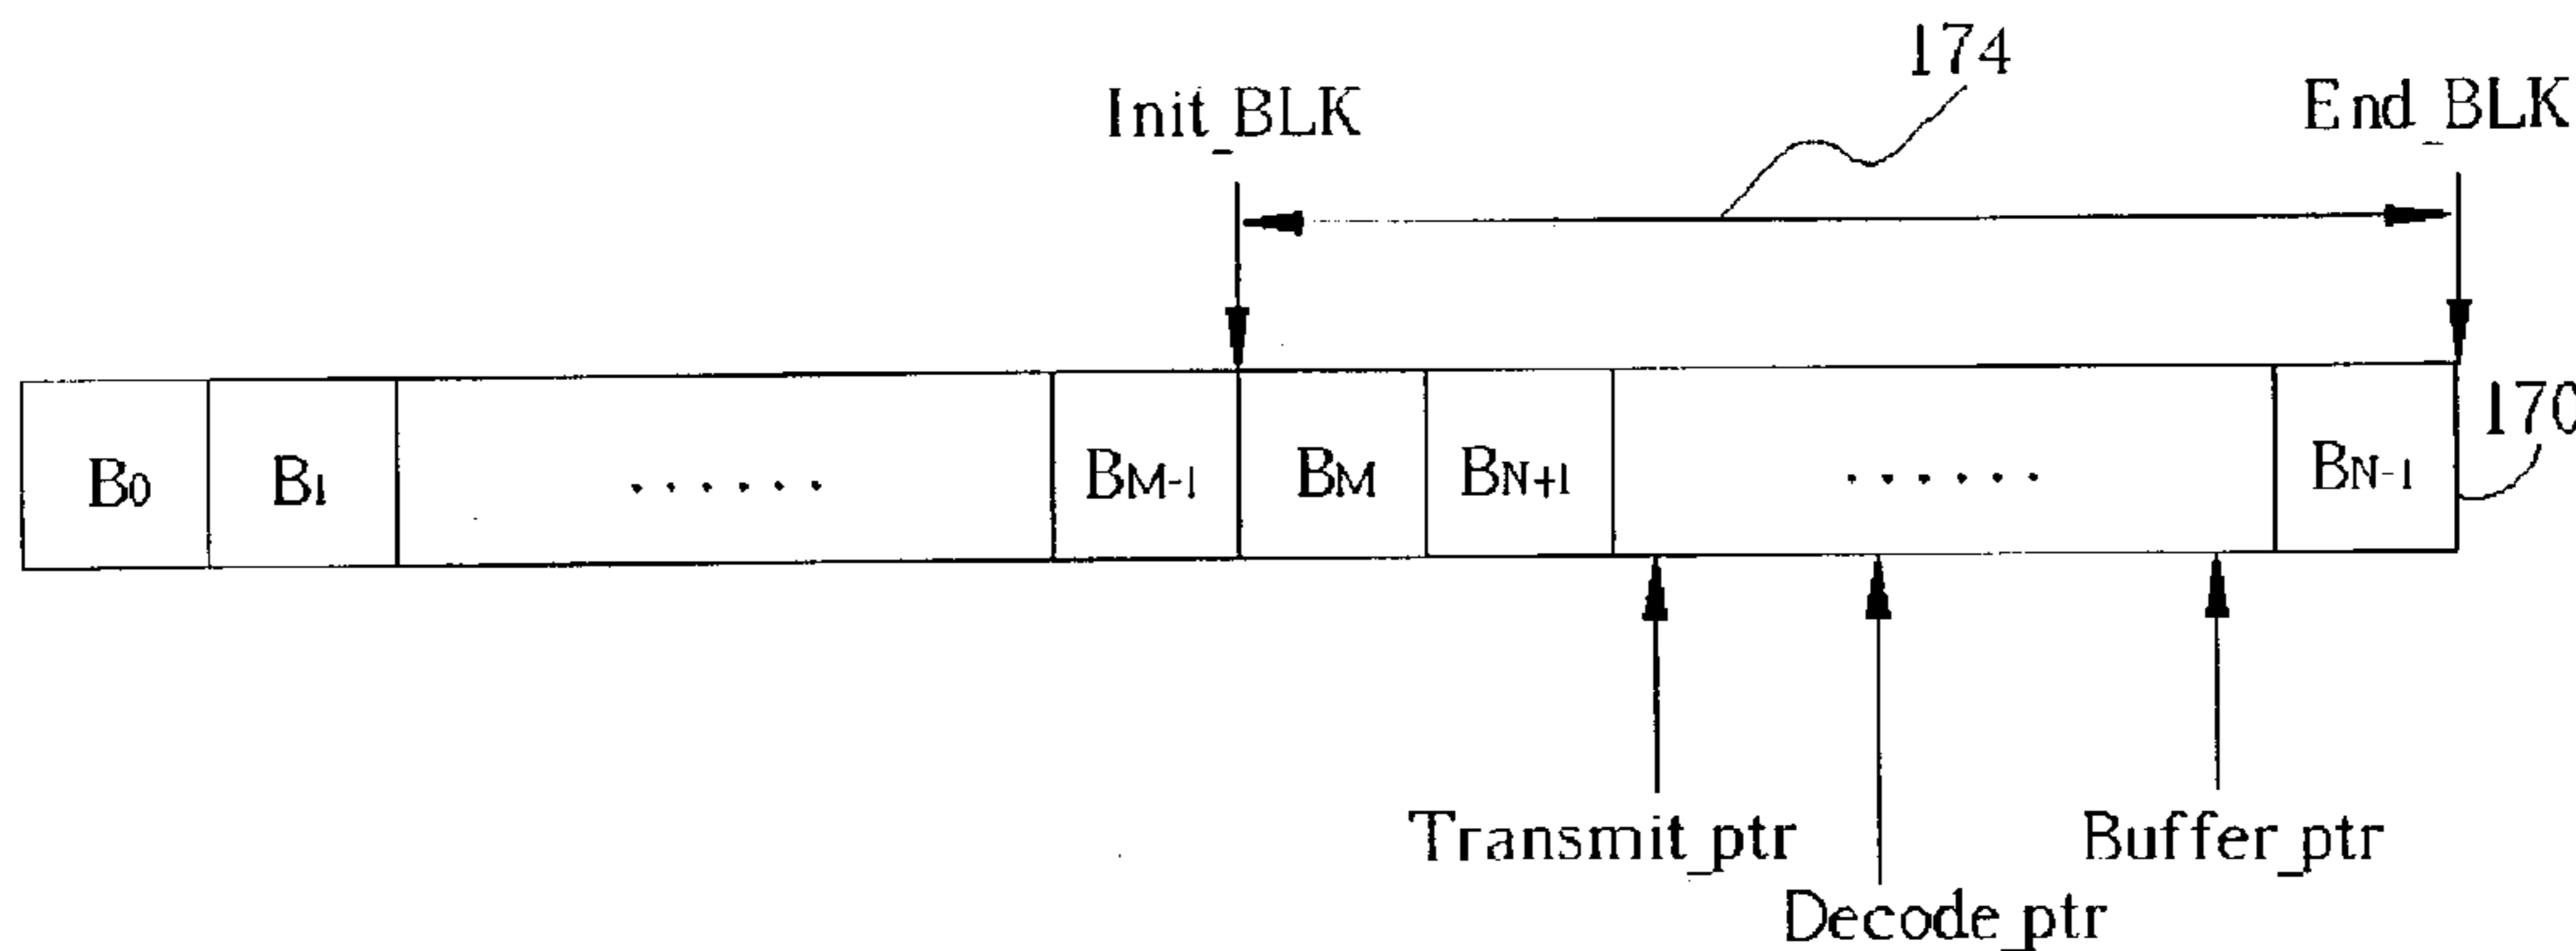 174
Init_BLK
End_BLK
170
B0
B1
......
BM-1
BM
BN+1
......
BN-1
Transmit_ptr
Buffer_ptr
Decode_ptr